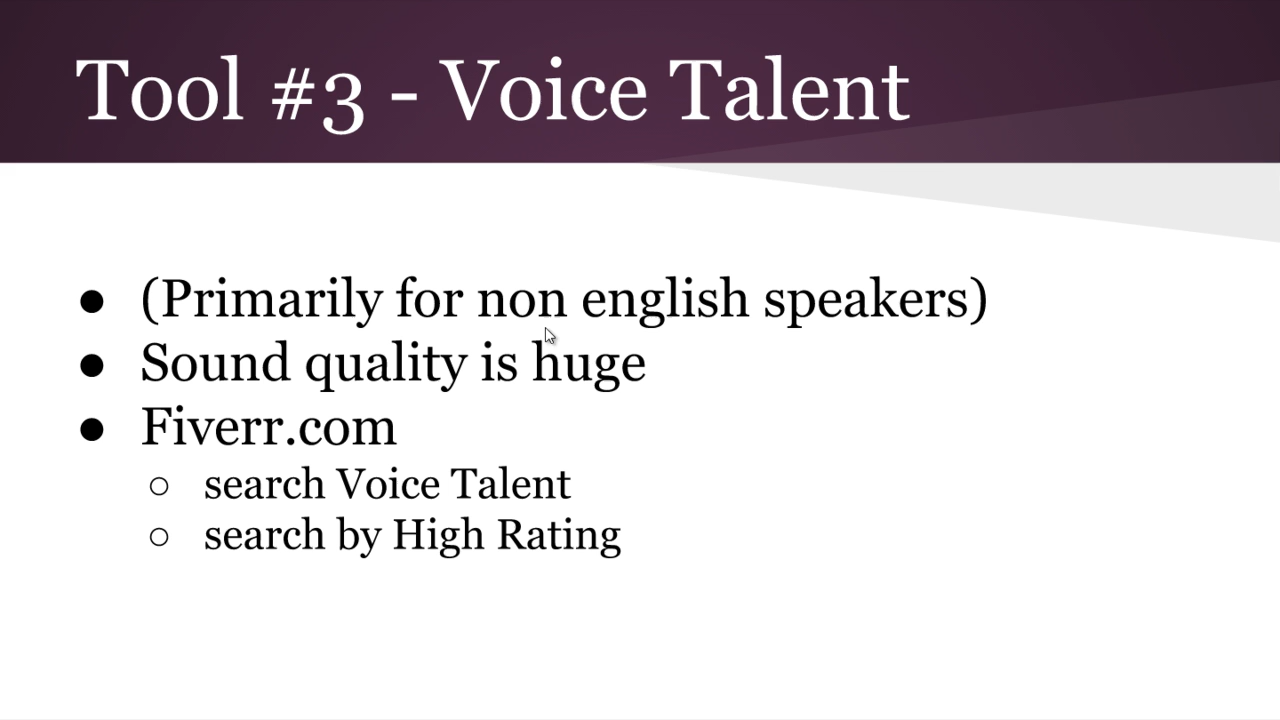 Tool #3 - Voice Talent
● (Primarily for non english speakers)
● Sound quality is huge
● Fiverr.com
○ search Voice Talent
○ search by High Rating